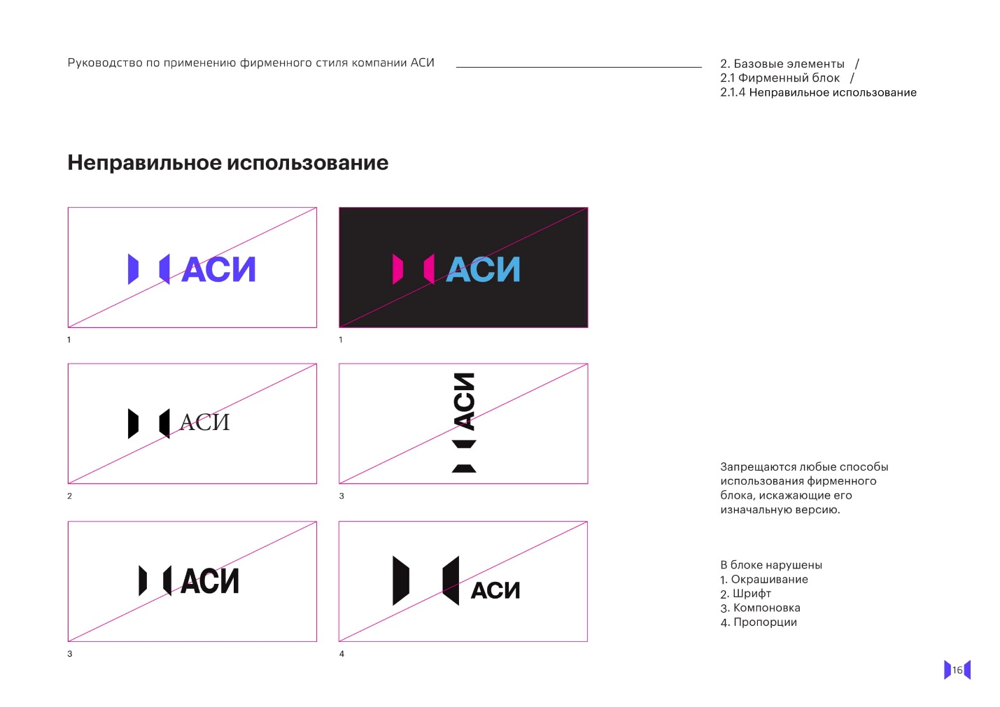 Руководство по применению фирменного стиля компании АСИ
2. Базовые элементы /
2.1 Фирменный блок /
2.1.4 Неправильное использование
Неправильное использование
АСИ
АСИ
1
1
АСИ
АСИ
2
3
АСИ
АСИ
3
4
Запрещаются любые способы
использования фирменного
блока, искажающие его
изначальную версию.
В блоке нарушены
1. Окрашивание
2. Шрифт
3. Компоновка
4. Пропорции
16